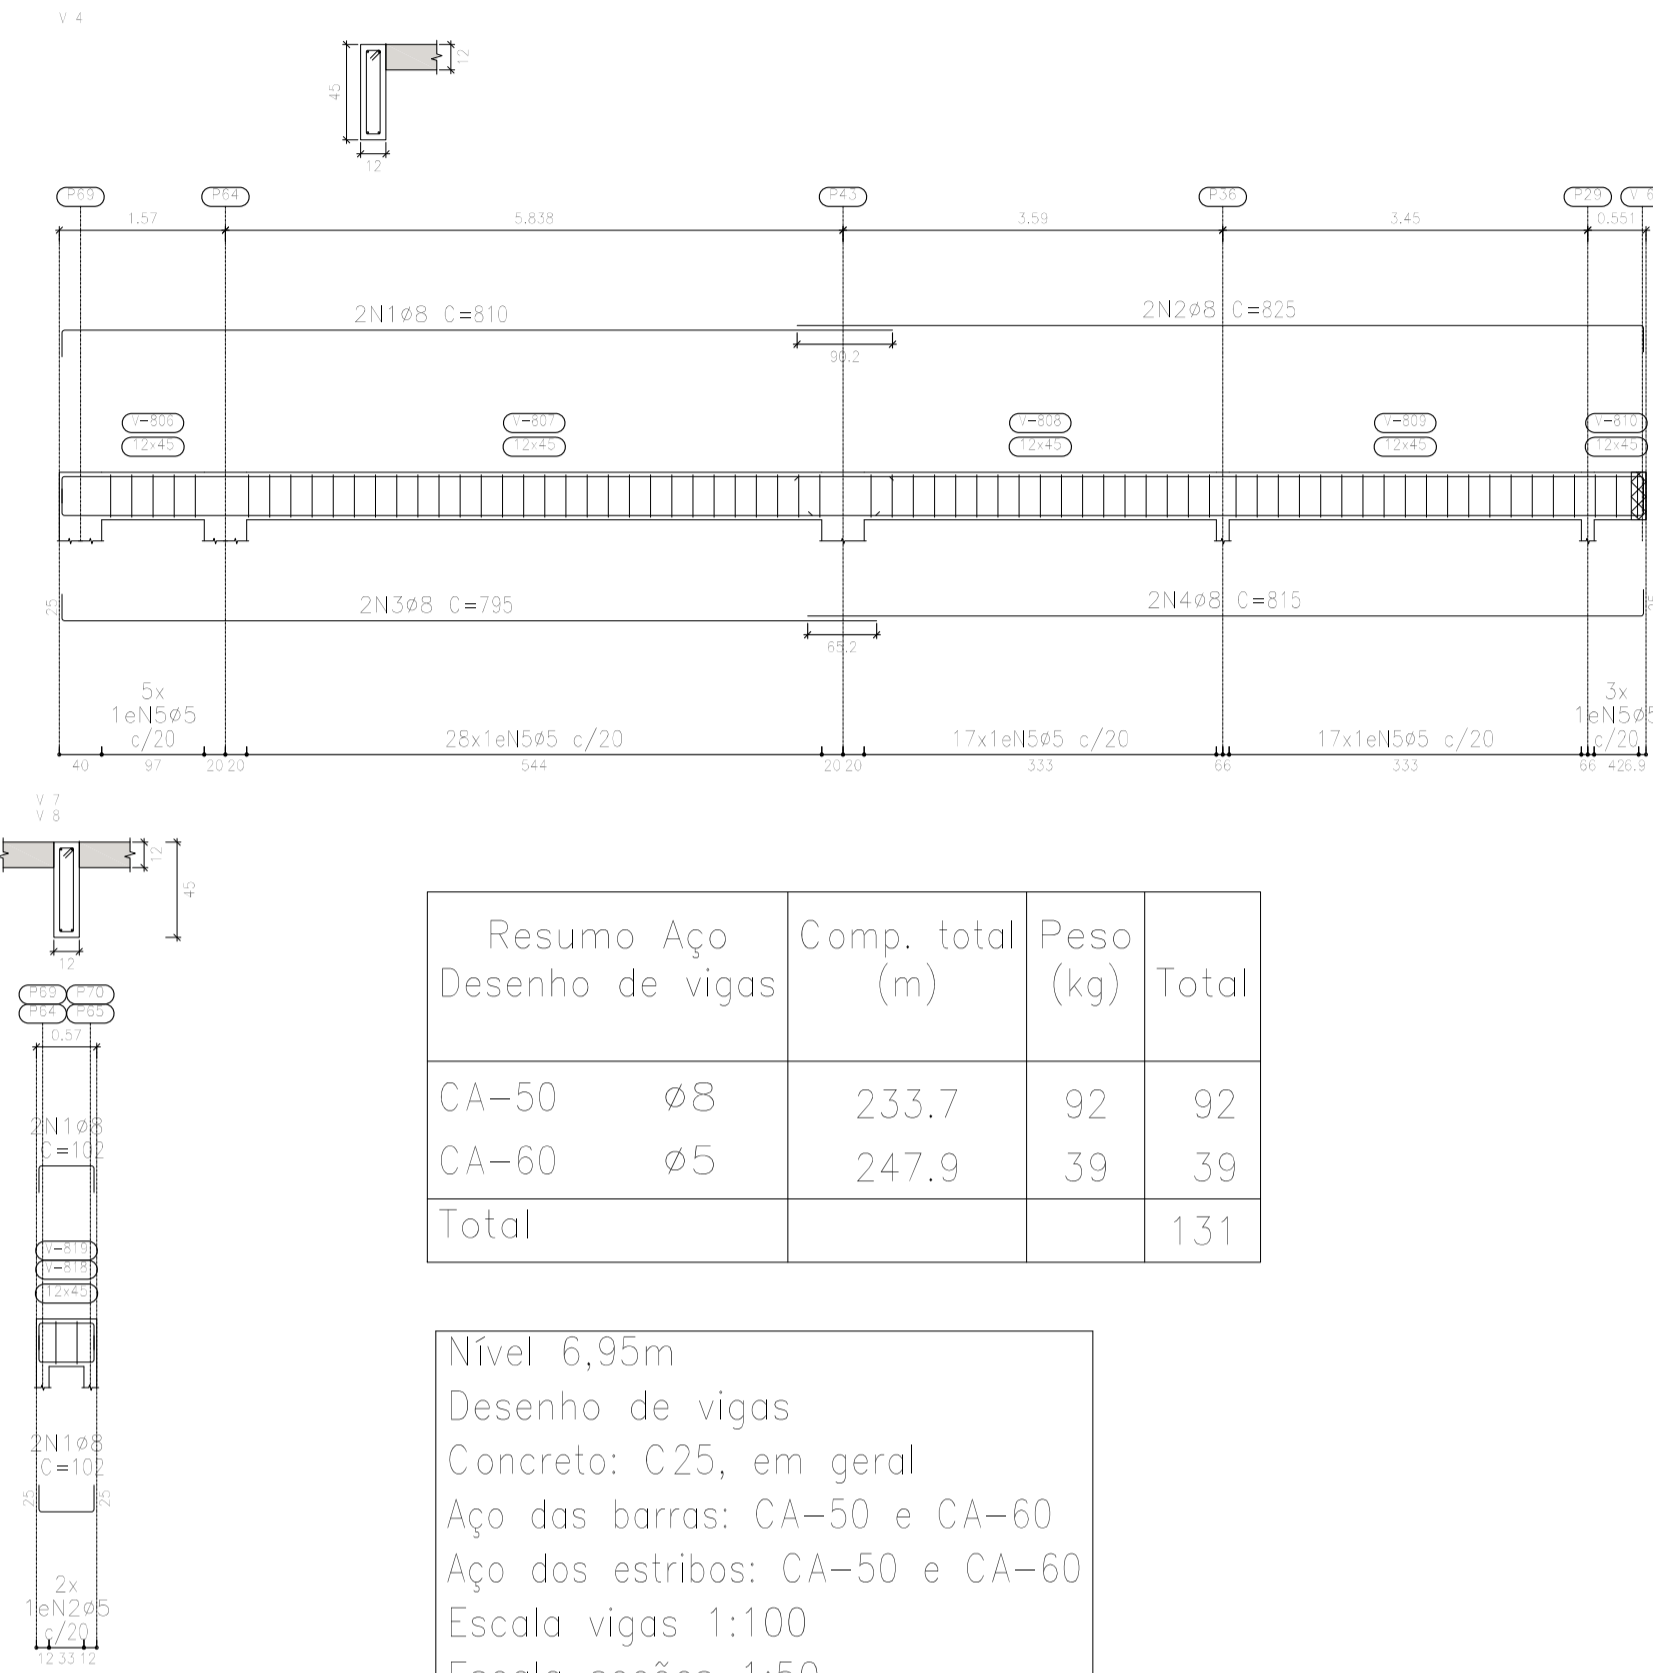 V 4
12
45
12
P69 P64 P43 P36 P29
1.57 5.838 3.59 3.45 0.551
2N1ø8 C=810 2N2ø8 C=825
90.2
V-806 V-807 V-808 V-809 V-810
12x45 12x45 12x45 12x45 12x45
25 2N3ø8 C=795 2N4ø8 C=815
65.2
5x 3x
1eN5ø5 1eN5ø5
c/20 28x1eN5ø5 c/20 17x1eN5ø5 c/20 17x1eN5ø5 c/20 c/20
40 97 20 20 544 20 20 333 66 333 66 426.9
V 7
V 8
12
45
12
P69 P70
P64 P65
0.57
2N1ø8
C=102
V-819
V-818
12x45
2N1ø8
C=102
25 25
2x
1eN2ø5
c/20
12 33 12
Resumo Aço Comp. total Peso
Desenho de vigas (m) (kg) Total
CA-50 ø8 233.7 92 92
CA-60 ø5 247.9 39 39
Total 131
Nível 6,95m
Desenho de vigas
Concreto: C25, em geral
Aço das barras: CA-50 e CA-60
Aço dos estribos: CA-50 e CA-60
Escala vigas 1:100
Escala seções 1:50